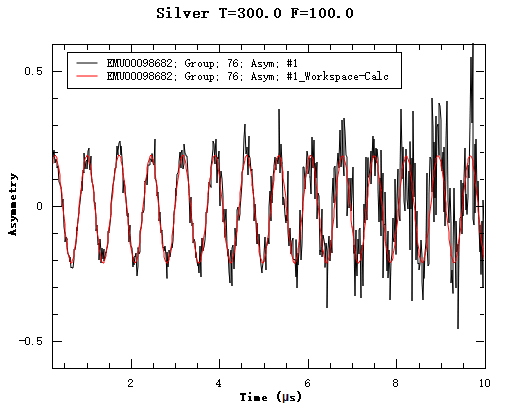 Silver T=300.0 F=100.0
EMU00098682; Group; 76; Asym; #1
EMU00098682; Group; 76; Asym; #1_Workspace-Calc
0.5
0
-0.5
Asymmetry
2
4
6
8
10
Time (μs)